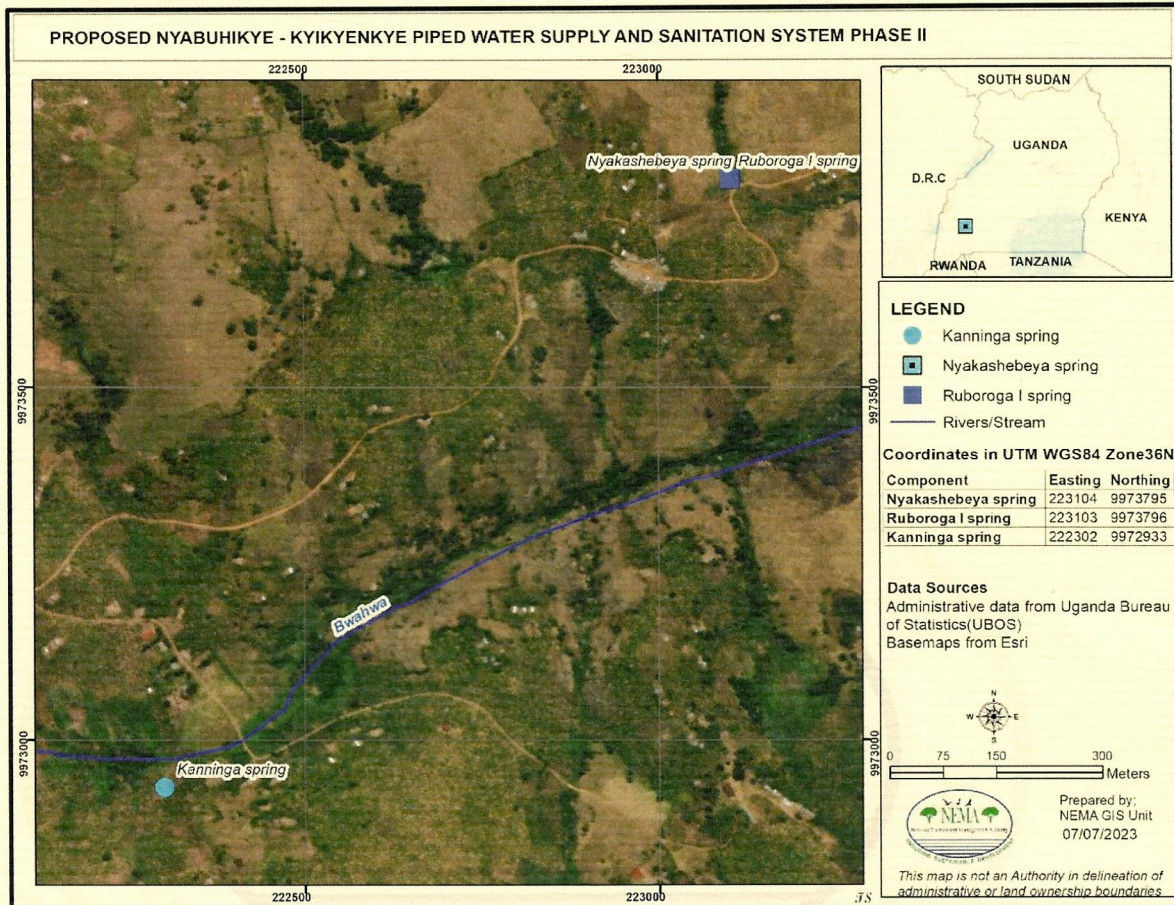 PROPOSED NYABUHIKYE - KYIKYENKYE PIPED WATER SUPPLY AND SANITATION SYSTEM PHASE II
222500 223000
Nyakashebeya spring Ruboroga I spring
9973500 9973500
Bwahwa
9973000 9973000
Kanninga spring
222500 223000
JS
SOUTH SUDAN
UGANDA
D.R.C
KENYA
RWANDA TANZANIA
LEGEND
Kanninga spring
Nyakashebeya spring
Ruboroga I spring
Rivers/Stream
Coordinates in UTM WGS84 Zone36N
Component Easting Northing
Nyakashebeya spring 223104 9973795
Ruboroga I spring 223103 9973796
Kanninga spring 222302 9972933
Data Sources
Administrative data from Uganda Bureau
of Statistics(UBOS)
Basemaps from Esri
N
W E
S
0 75 150 300
Meters
NEMA
National Environment Management Authority
Prepared by;
NEMA GIS Unit
07/07/2023
This map is not an Authority in delineation of
administrative or land ownership boundaries